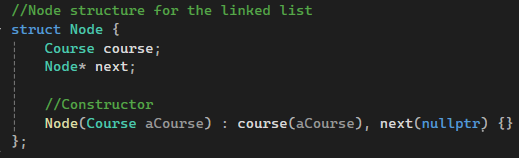 //Node structure for the linked list
struct Node {
    Course course;
    Node* next;

    //Constructor
    Node(Course aCourse) : course(aCourse), next(nullptr) {}
};